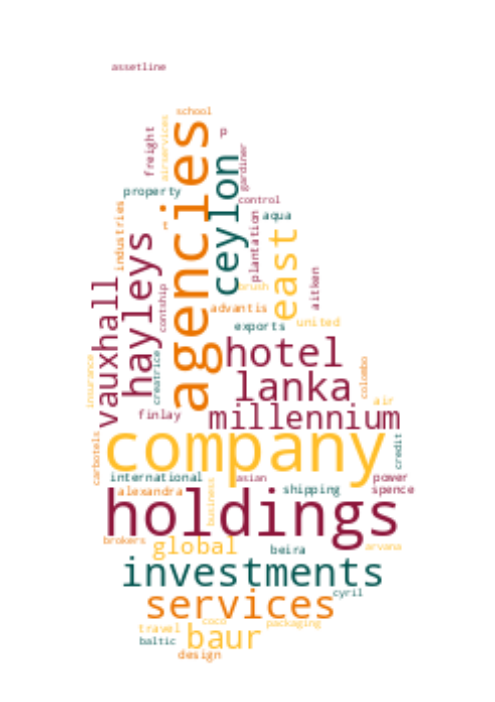 assetline
school
p
freight
airservices
agencies
ceylon
gardiner
property
control
industries
t
hayleys
contship
plantation
aqua
east
aitken
vauxhall
brush
advantis
united
exports
hotel
insurance
creatrice
lanka
colombo
air
finlay
millennium
carbotels
company
credit
international
asian
power
alexandra
business
shipping
spence
holdings
brokers
global
beira
arvana
investments
cyril
services
travel
coco
packaging
baltic
baur
design